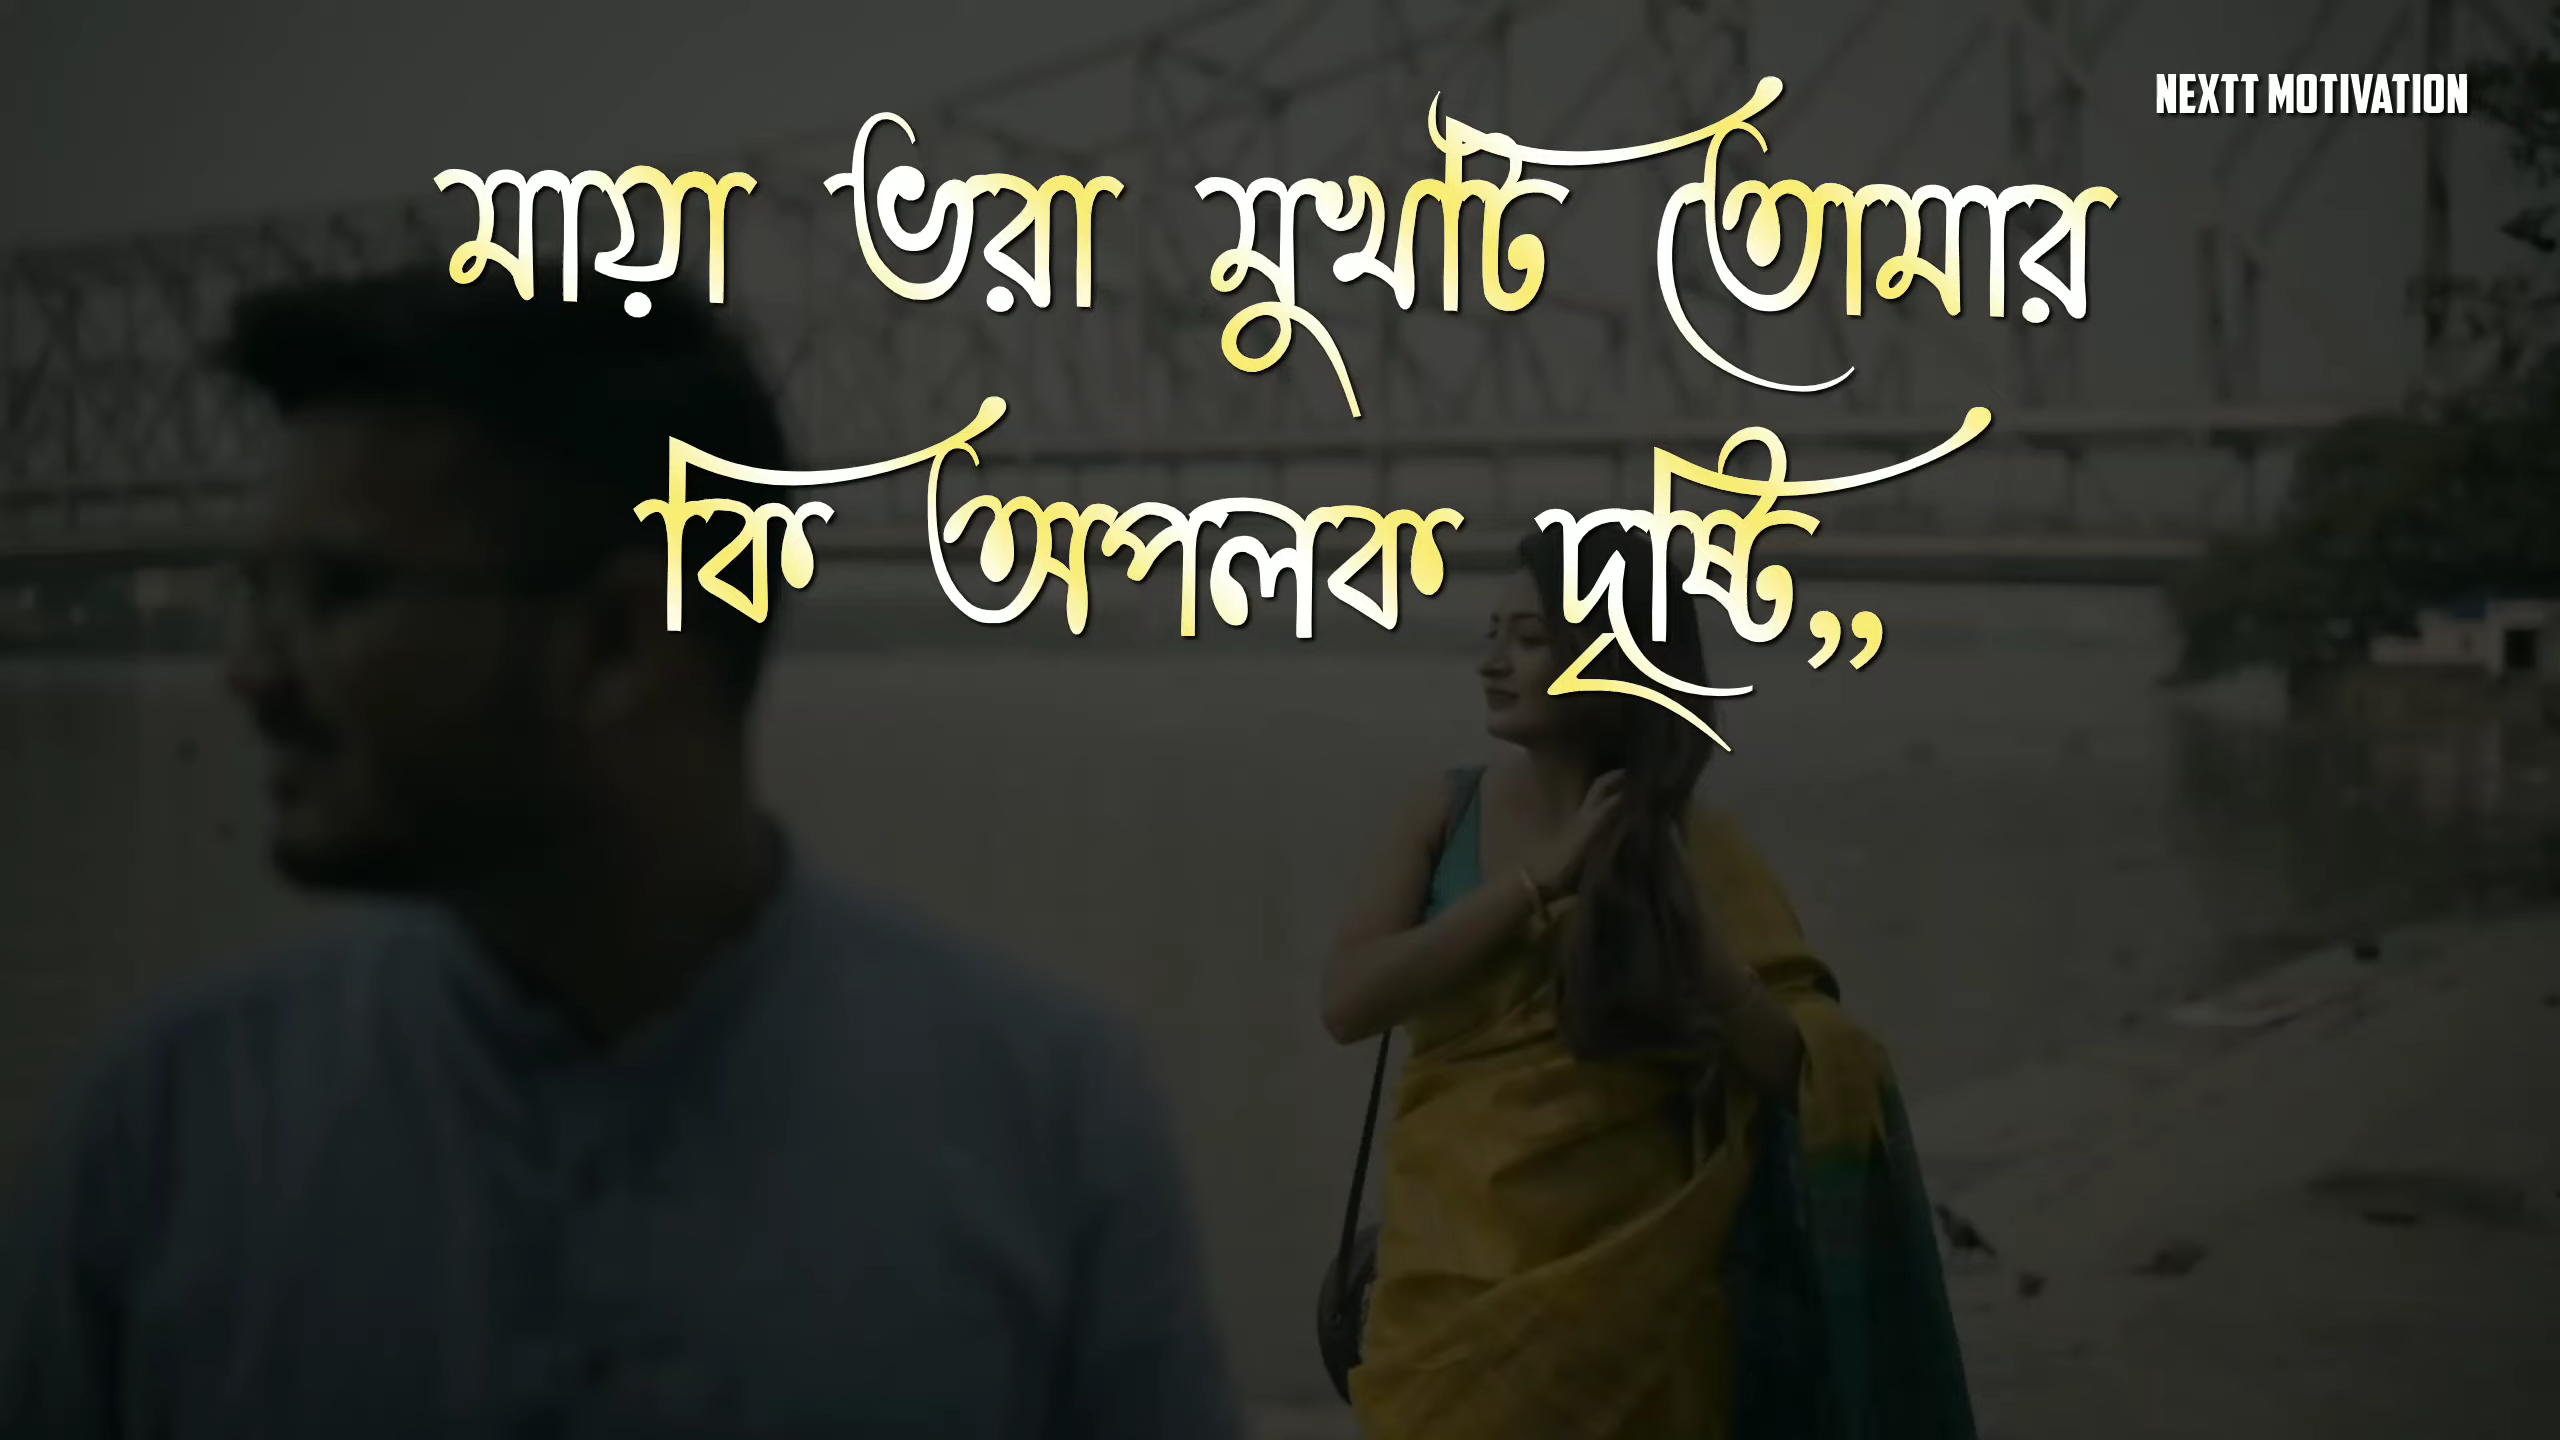 NEXTT MOTIVATION
মায়া ভরা মুখটি তোমার
কি অপলক দৃষ্টি,,